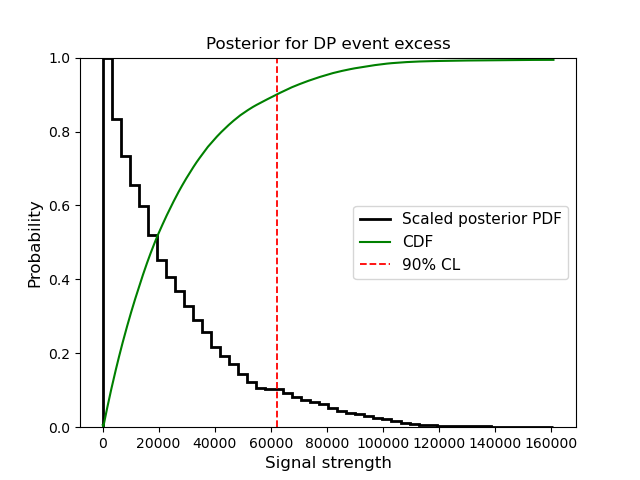 Posterior for DP event excess
Probability
1.0
0.8
0.6
0.4
0.2
0.0
Scaled posterior PDF
CDF
90% CL
0 20000 40000 60000 80000 100000 120000 140000 160000
Signal strength